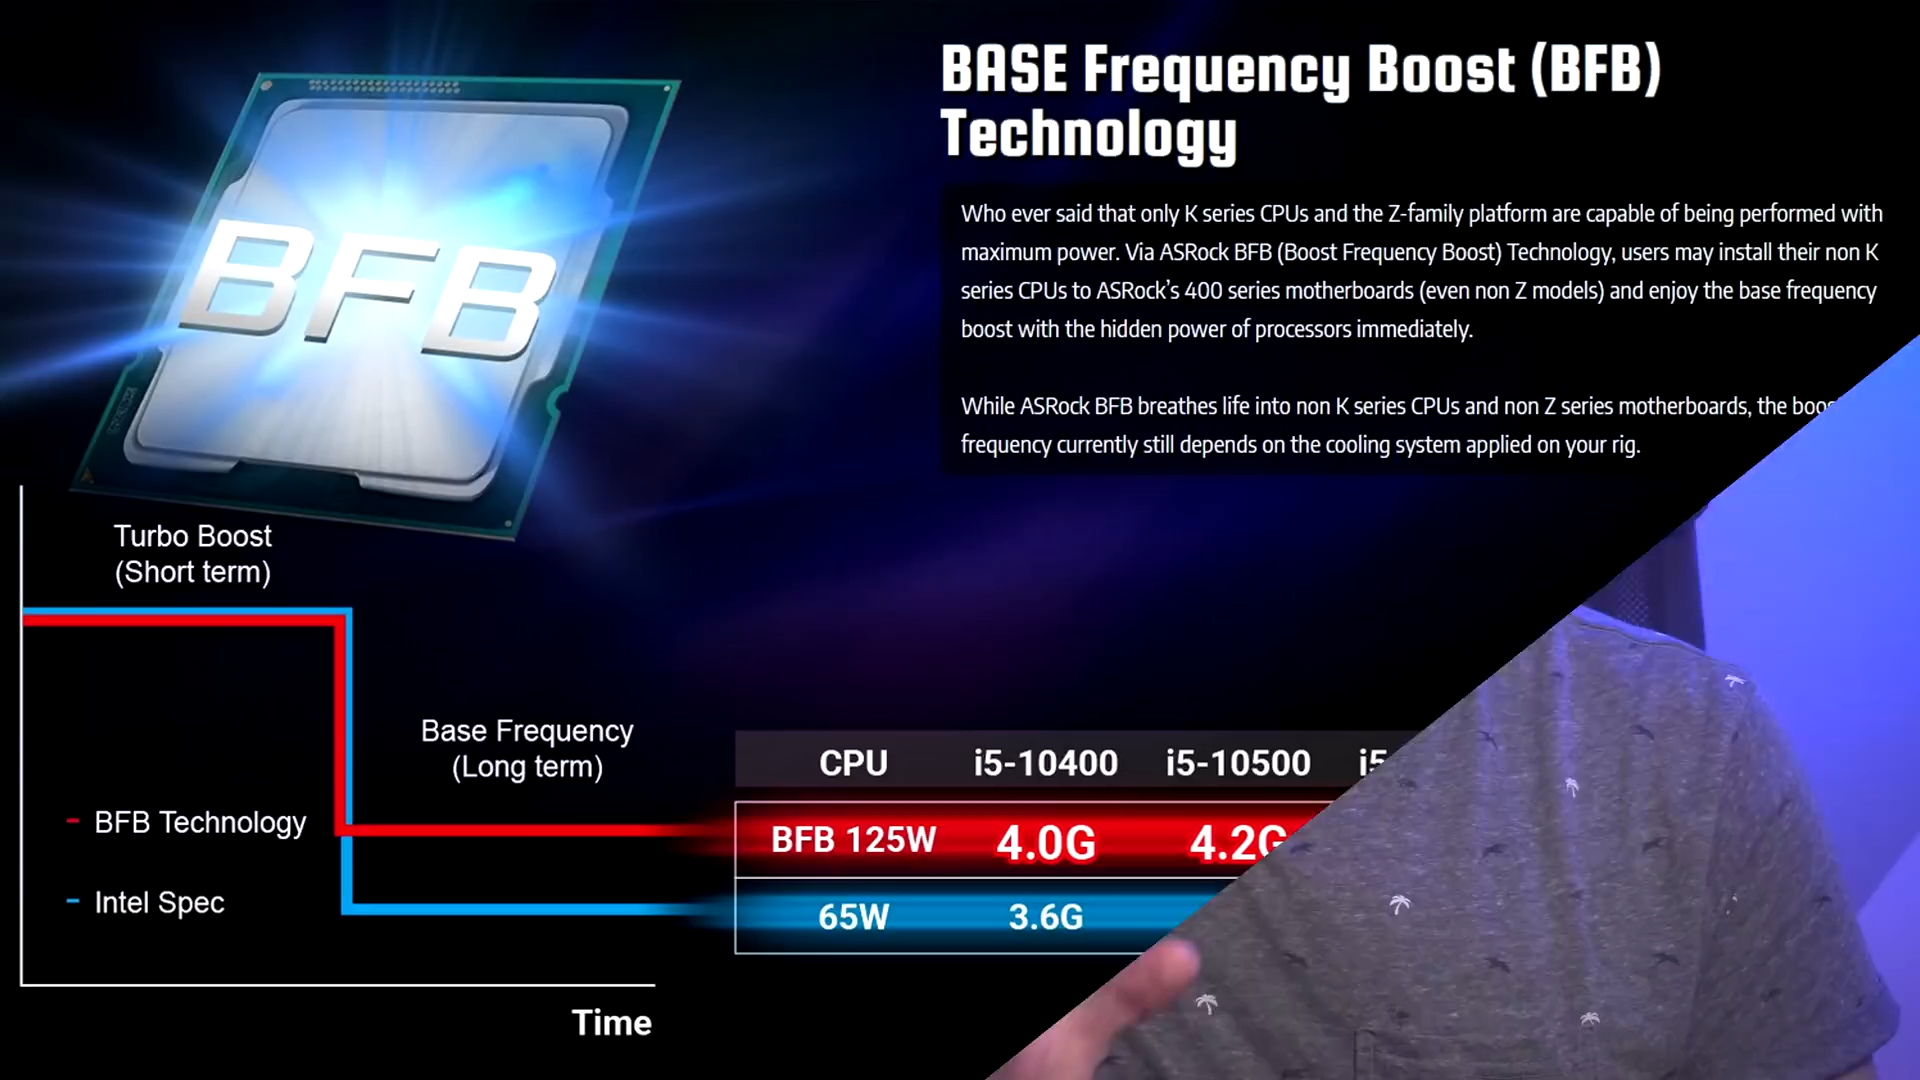 BASE Frequency Boost (BFB)
Technology
Who ever said that only K series CPUs and the Z-family platform are capable of being performed with
maximum power. Via ASRock BFB (Boost Frequency Boost) Technology, users may install their non K
series CPUs to ASRock's 400 series motherboards (even non Z models) and enjoy the base frequency
boost with the hidden power of processors immediately.
While ASRock BFB breathes life into non K series CPUs and non Z series motherboards, the
frequency currently still depends on the cooling system applied on your rig.
BFB
Turbo Boost
(Short term)
Base Frequency
(Long term)
BFB Technology
Intel Spec
Time
CPU i5-10400 i5-10500 i5
BFB 125W 4.0G 4.2G
65W 3.6G